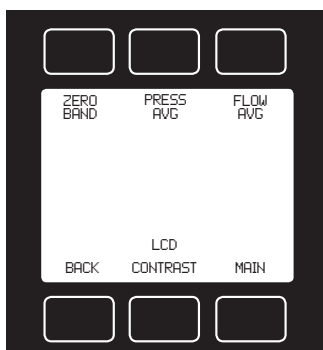 ZERO PRESS FLOW
BAND AVG AVG
LCD
BACK CONTRAST MAIN